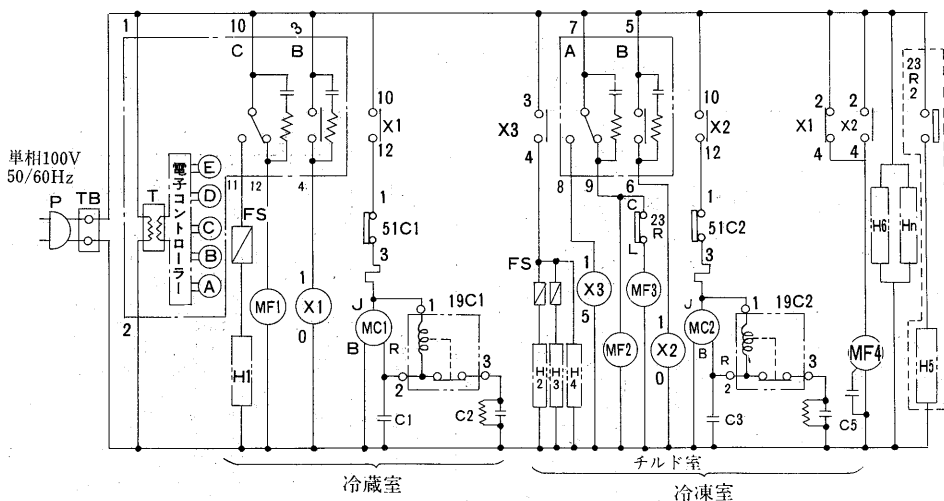 1 10 3 7 5
C B A B
10 3 10 2 2 23 R 2
X1 X3 X2 X1 X2
12 4 12 4 4
単相100V
50/60Hz
P TB T
電子コントローラー
E
D
C
B
A
11 12 4 8 9 6
FS
1 C 23 R 1
51C1 L 51C2
3 3
H6 Hn
FS
2
MF1
1 X1 0
J MC1 B R
1 19C1
2 3
1 X3 5
MF3
MF2
1 X2 0
J MC2 B R
1 19C2
2 3
MF4
H1
H2 H3 H4
H5
C1 C2 C3 C5
チルド室
冷蔵室 冷凍室